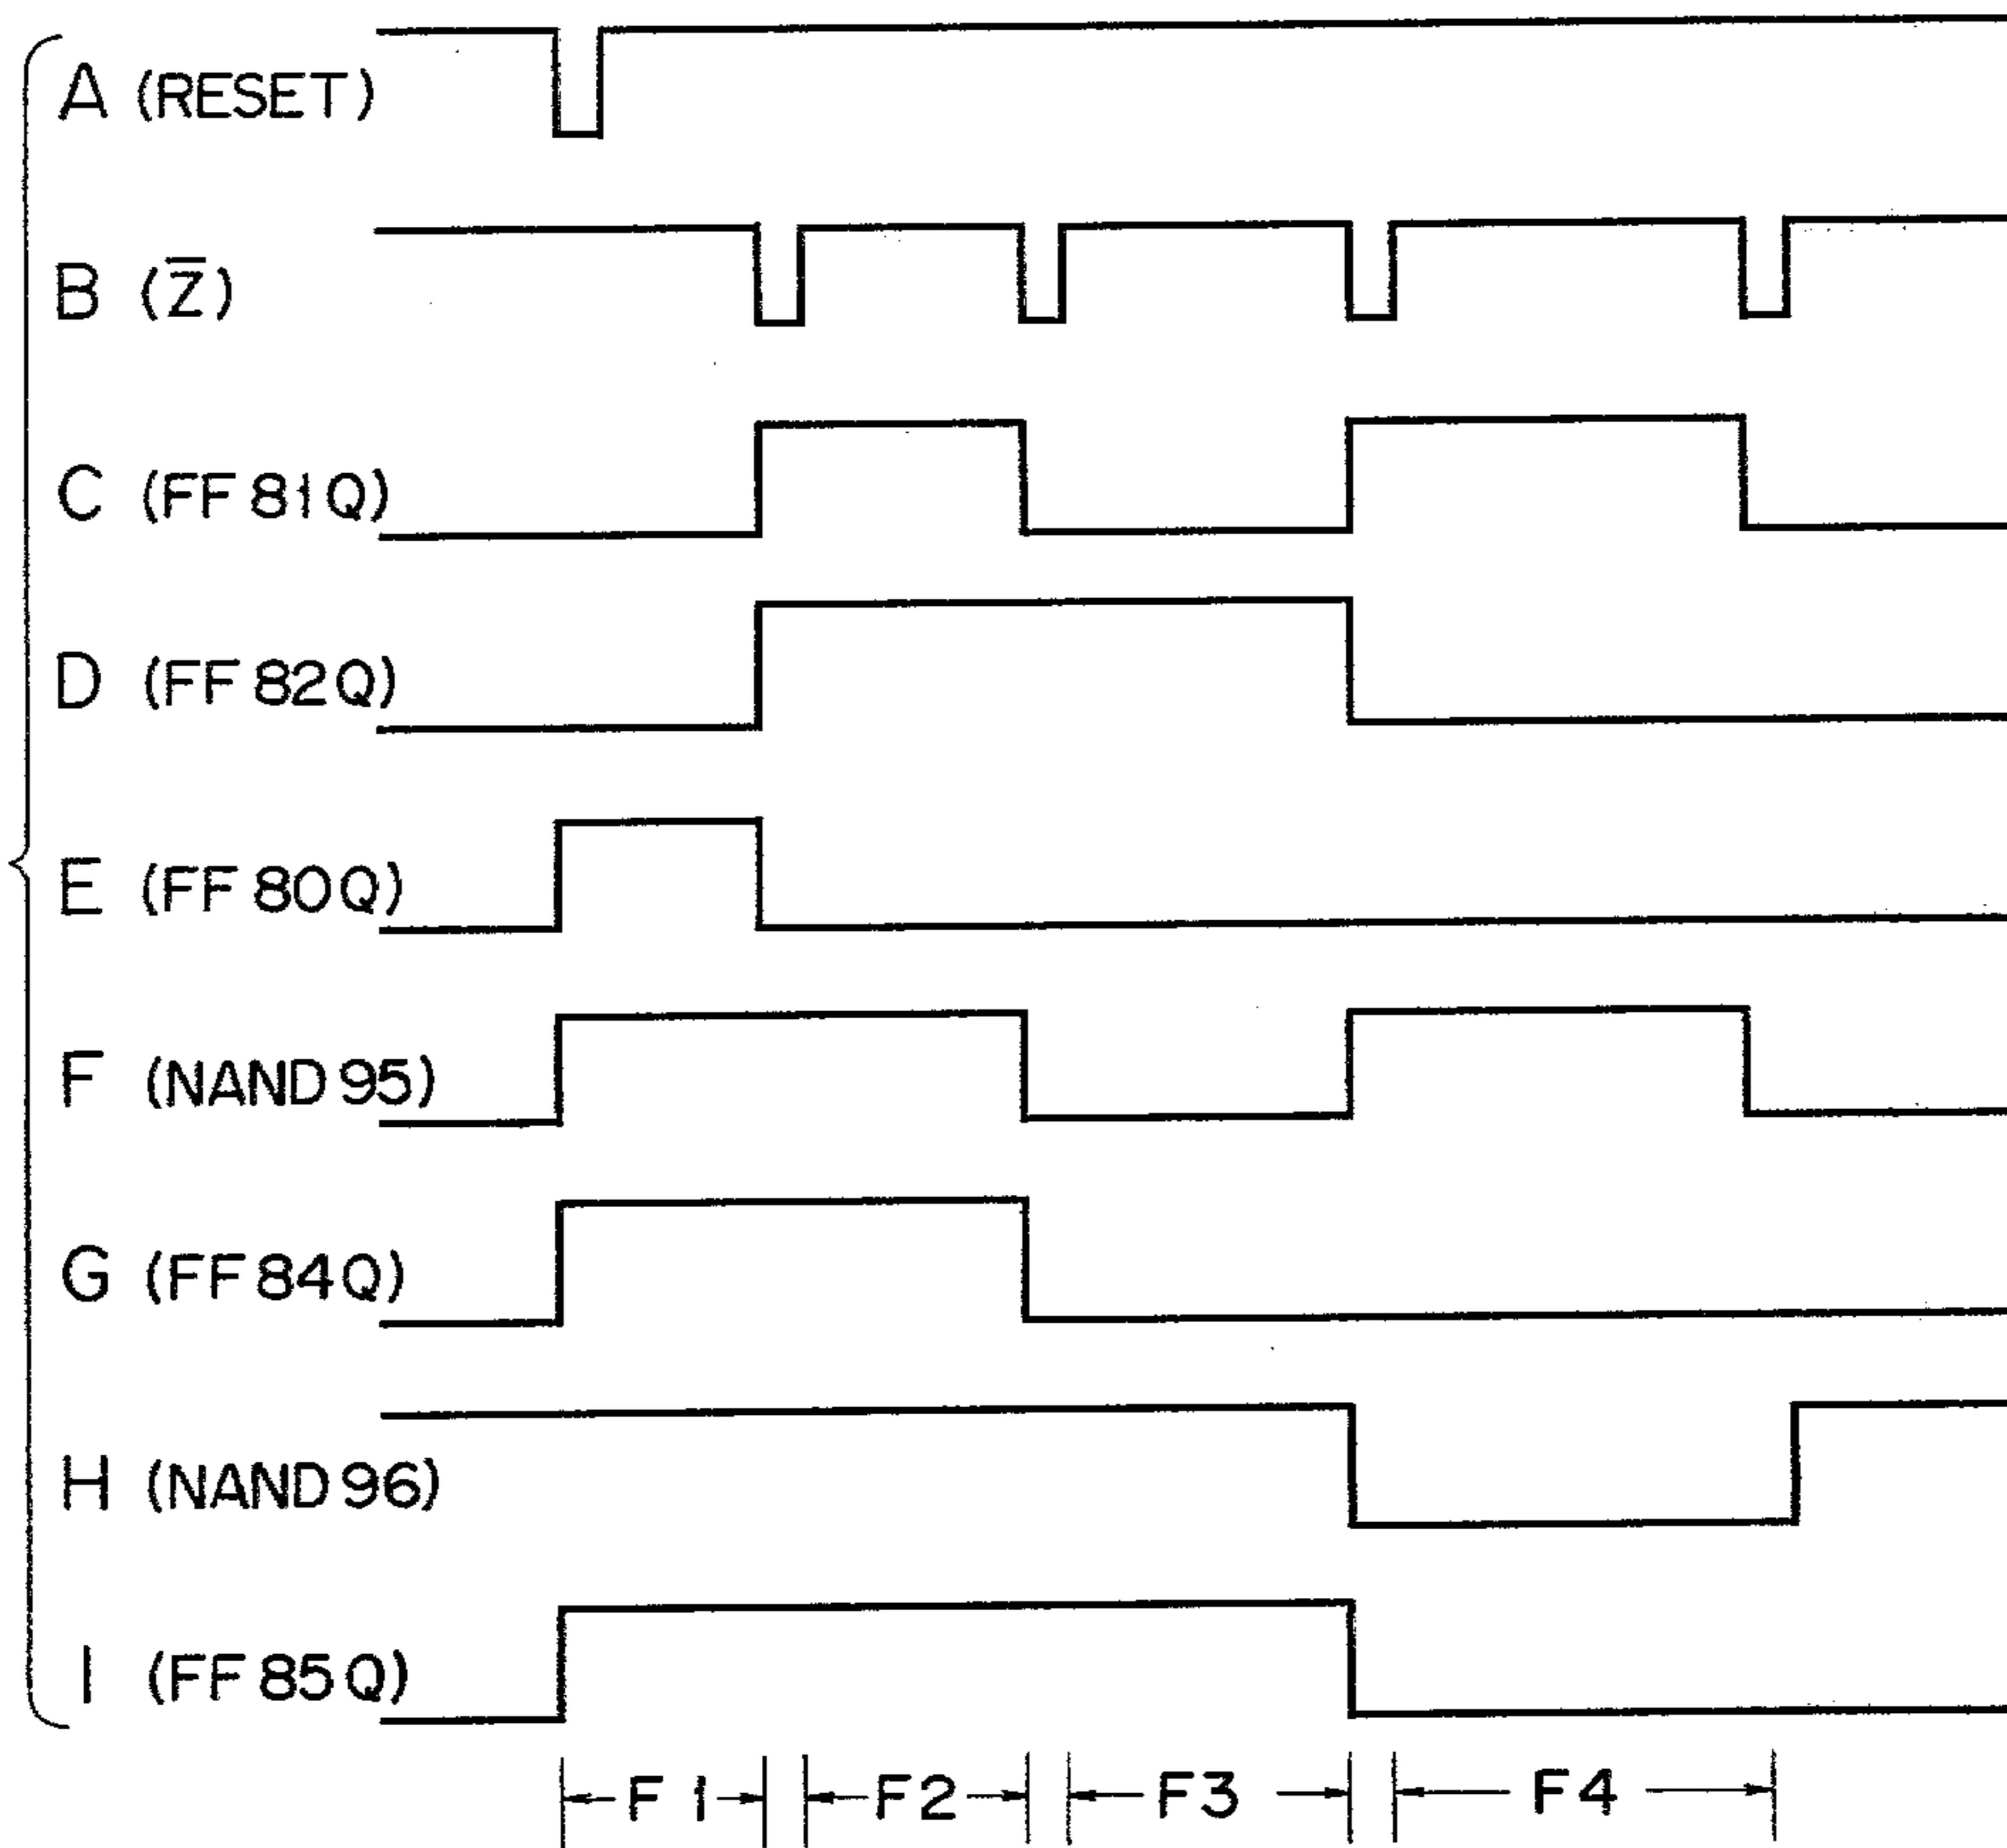 A (RESET)
B (Z̅)
C (FF 81 Q)
D (FF 82 Q)
E (FF 80 Q)
F (NAND 95)
G (FF 84 Q)
H (NAND 96)
I (FF 85 Q)
F 1 F2 F3 F4